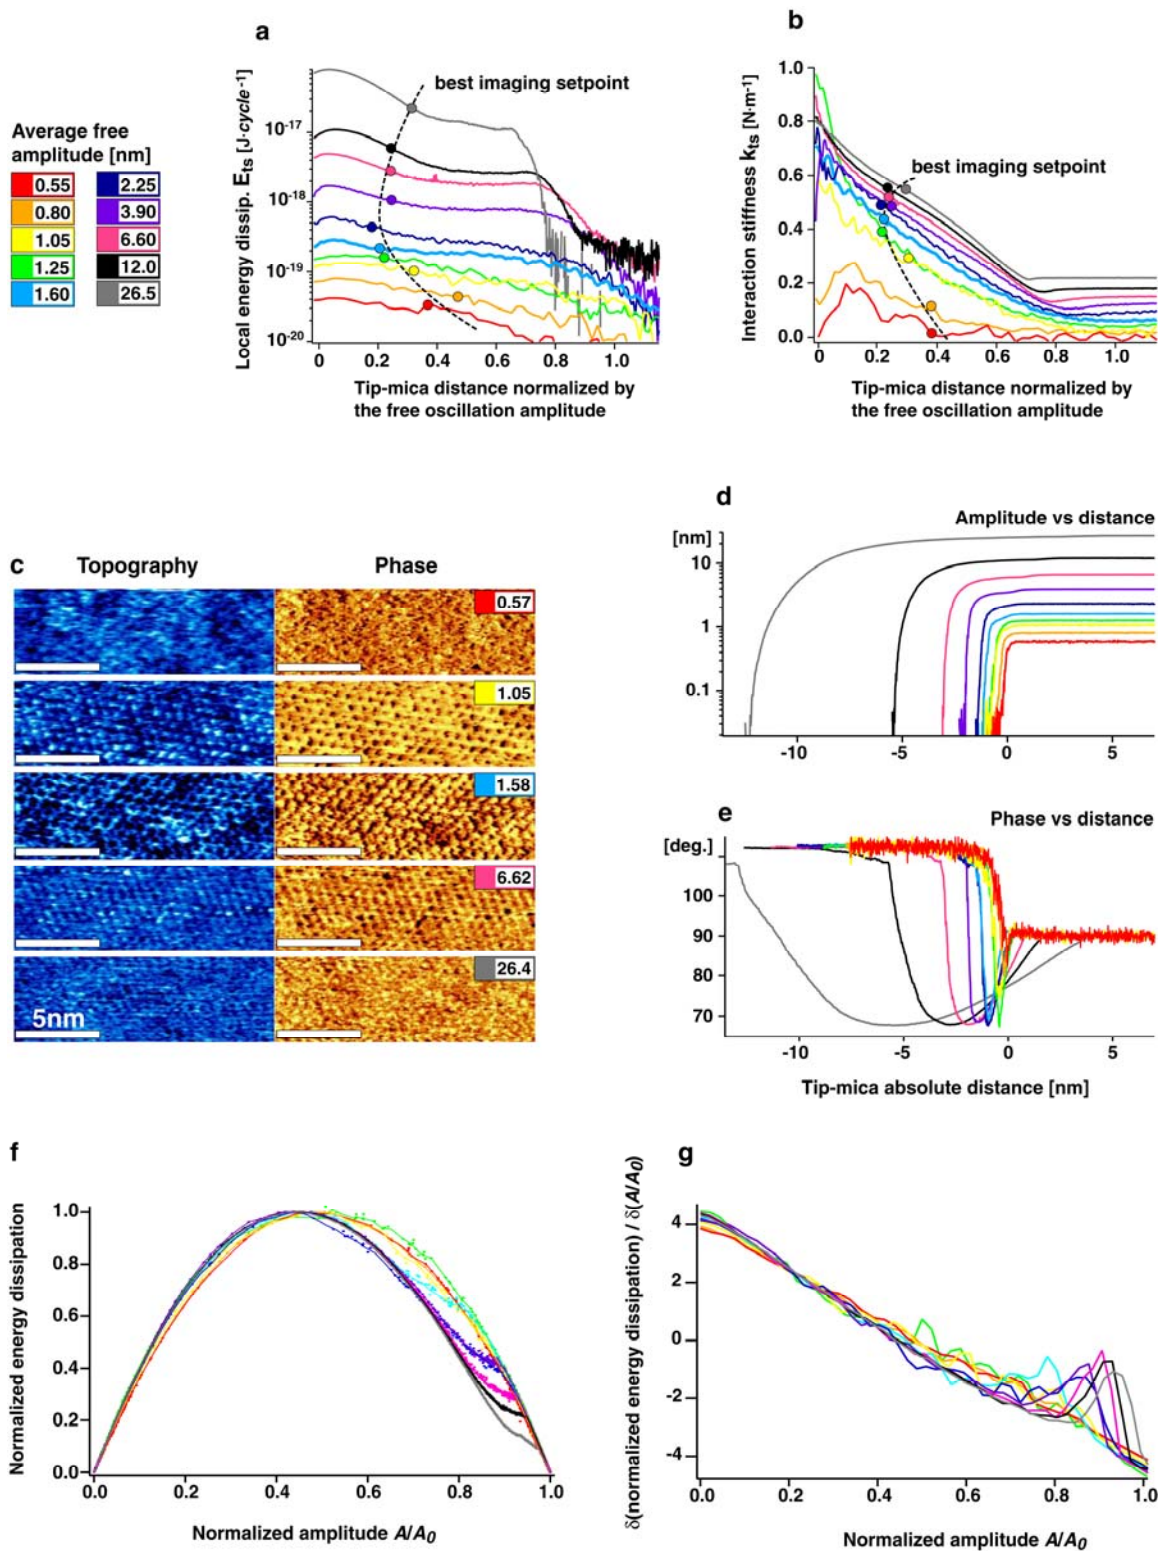 a
b
Average free
amplitude [nm]
0.55
2.25
0.80
3.90
1.05
6.60
1.25
12.0
1.60
26.5
Local energy dissip. Ets [J·cycle-1]
10-17
10-18
10-19
10-20
best imaging setpoint
0
0.2
0.4
0.6
0.8
1.0
Tip-mica distance normalized by
the free oscillation amplitude
Interaction stiffness kts [N·m-1]
1.0
0.8
0.6
0.4
0.2
0.0
best imaging setpoint
0
0.2
0.4
0.6
0.8
1.0
Tip-mica distance normalized by
the free oscillation amplitude
c
Topography
Phase
0.57
1.05
1.58
6.62
26.4
5nm
d
Amplitude vs distance
[nm]
10
1
0.1
-10
-5
0
5
e
Phase vs distance
[deg.]
100
90
80
70
-10
-5
0
5
Tip-mica absolute distance [nm]
f
Normalized energy dissipation
1.0
0.8
0.6
0.4
0.2
0.0
0.0
0.2
0.4
0.6
0.8
1.0
Normalized amplitude A/A0
g
δ(normalized energy dissipation) / δ(A/A0)
4
2
0
-2
-4
0.0
0.2
0.4
0.6
0.8
1.0
Normalized amplitude A/A0